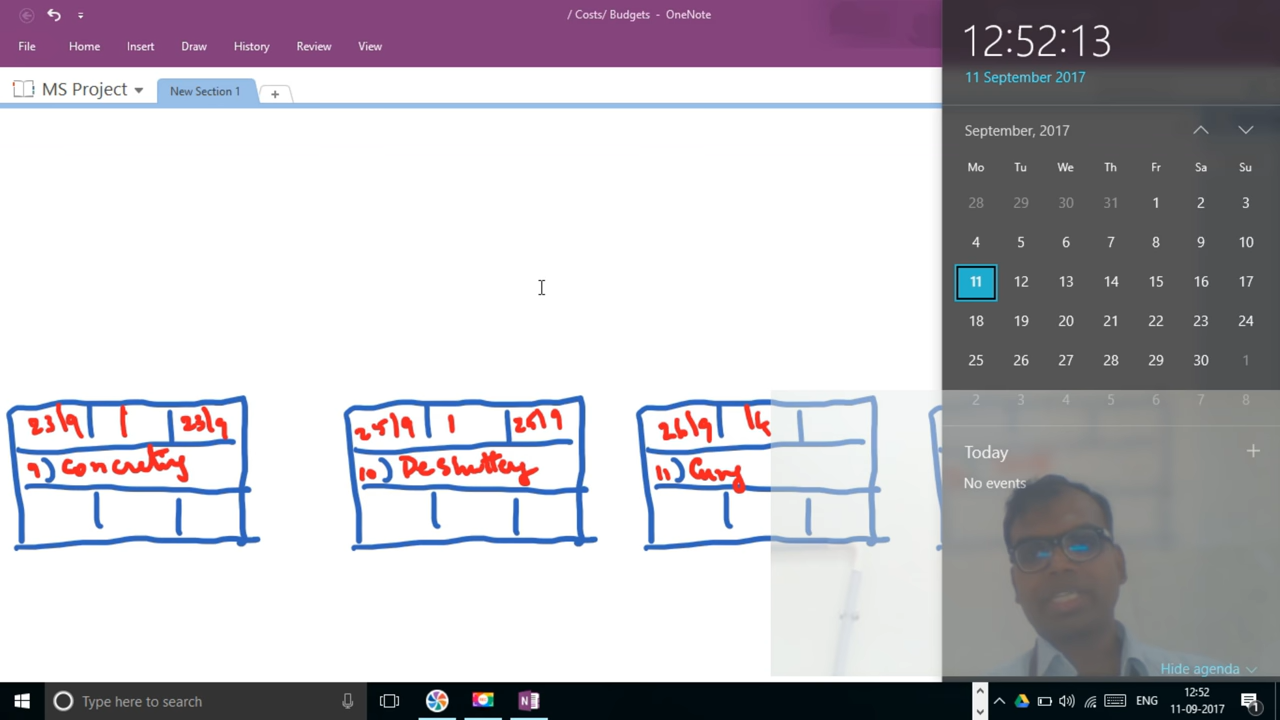 / Costs/ Budgets - OneNote
File Home Insert Draw History Review View
MS Project
New Section 1 +
23/9 1 23/9
9) Concreting
25/9 1 25/9
10) Deshuttery
26/9 14
11) Curing
12:52:13
11 September 2017
September, 2017
Mo Tu We Th Fr Sa Su
28 29 30 31 1 2 3
4 5 6 7 8 9 10
11 12 13 14 15 16 17
18 19 20 21 22 23 24
25 26 27 28 29 30 1
2 3 4 5 6 7 8
Today +
No events
Hide agenda
Type here to search
ENG
12:52
11-09-2017
1